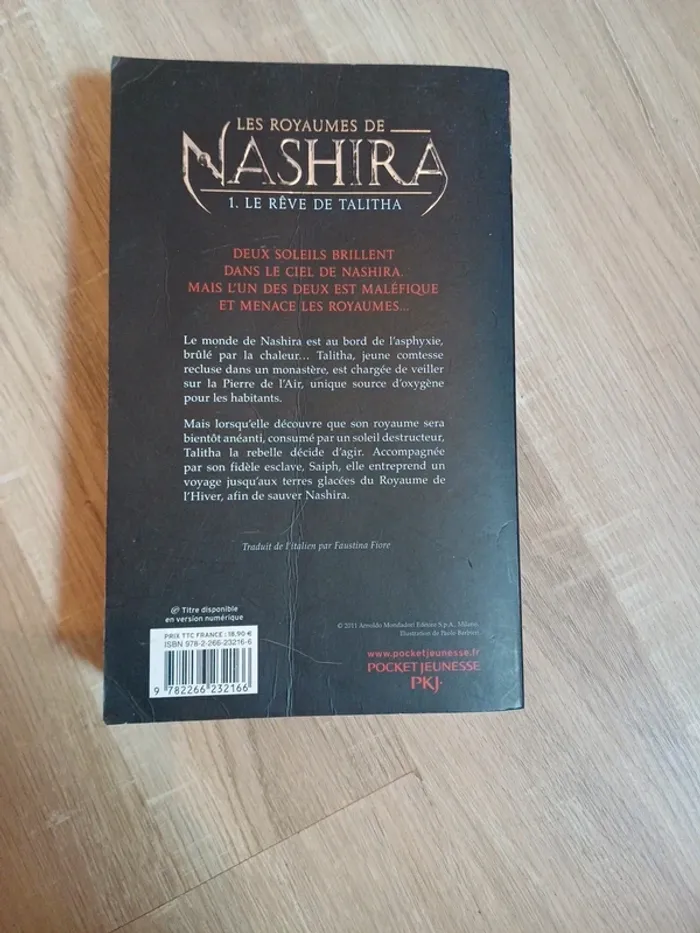 LES ROYAUMES DE
NASHIRA
1. LE RÊVE DE TALITHA
DEUX SOLEILS BRILLENT
DANS LE CIEL DE NASHIRA.
MAIS L'UN DES DEUX EST MALÉFIQUE
ET MENACE LES ROYAUMES...
Le monde de Nashira est au bord de l'asphyxie,
brûlé par la chaleur... Talitha, jeune comtesse
recluse dans un monastère, est chargée de veiller
sur la Pierre de l'Air, unique source d'oxygène
pour les habitants.
Mais lorsqu'elle découvre que son royaume sera
bientôt anéanti, consumé par un soleil destructeur,
Talitha la rebelle décide d'agir. Accompagnée
par son fidèle esclave, Saiph, elle entreprend un
voyage jusqu'aux terres glacées du Royaume de
l'Hiver, afin de sauver Nashira.
Traduit de l'italien par Faustina Fiore
Titre disponible
en version numérique
PRIX TTC FRANCE : 18,90 €
ISBN 978-2-266-23216-6
9 782266 232166
© 2011 Arnoldo Mondadori Editore S.p.A., Milano.
Illustration de Paolo Barbieri
www.pocketjeunesse.fr
POCKET JEUNESSE
PKJ.